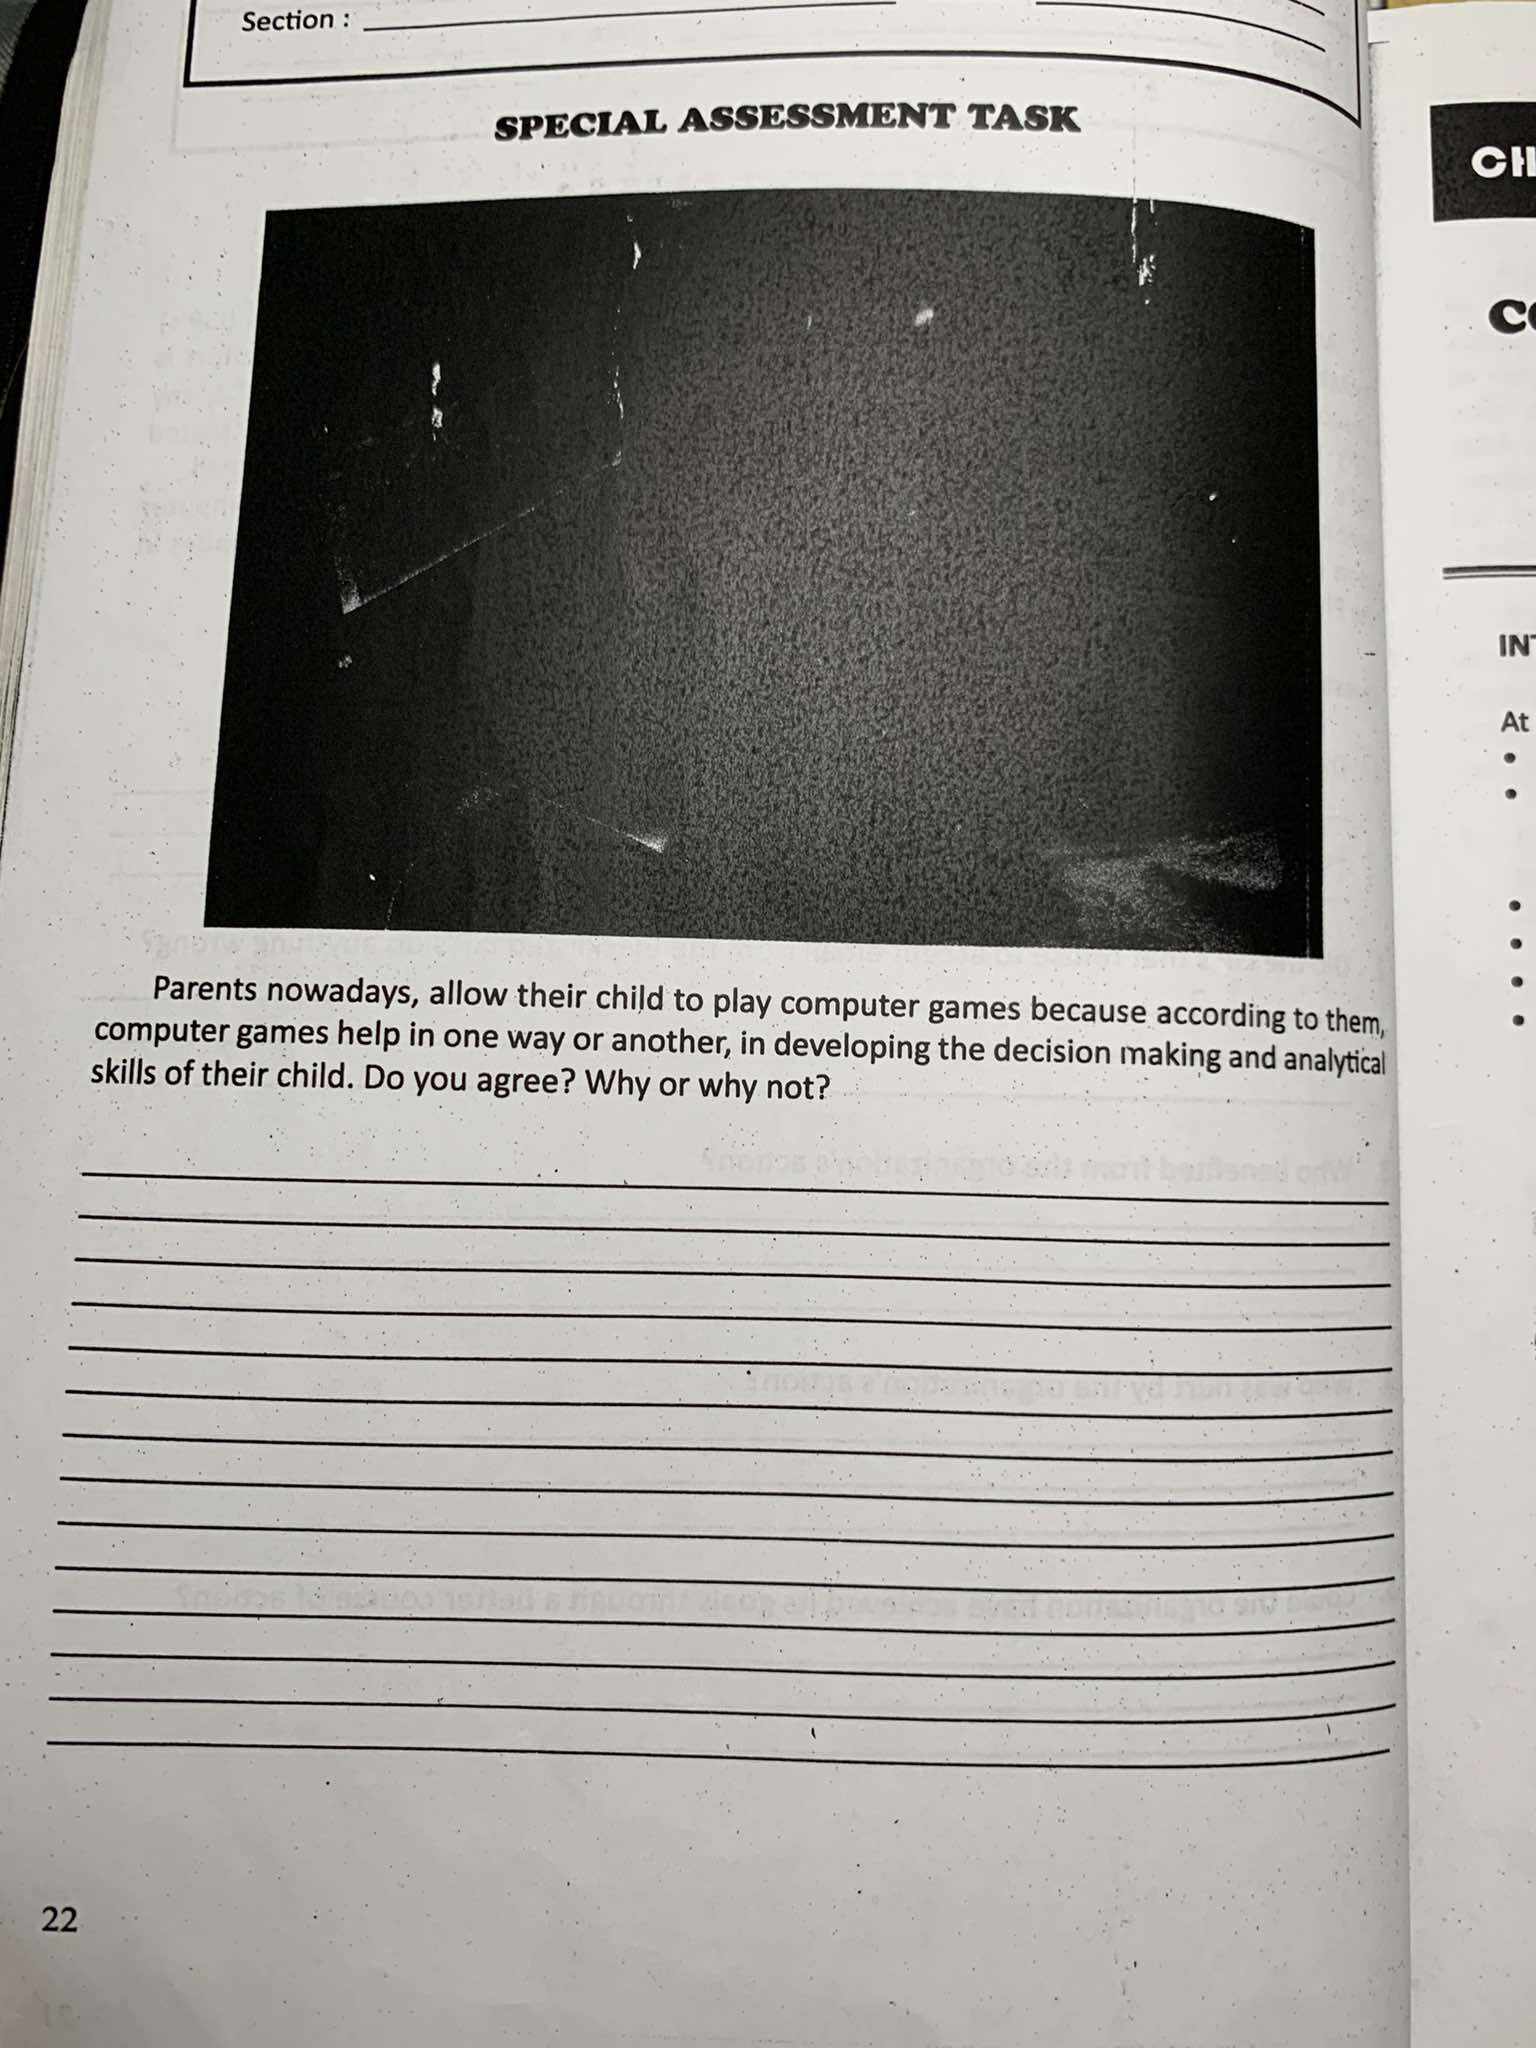 Section :
SPECIAL ASSESSMENT TASK
Parents nowadays, allow their child to play computer games because according to them,
computer games help in one way or another, in developing the decision making and analytical
skills of their child. Do you agree? Why or why not?
22
At